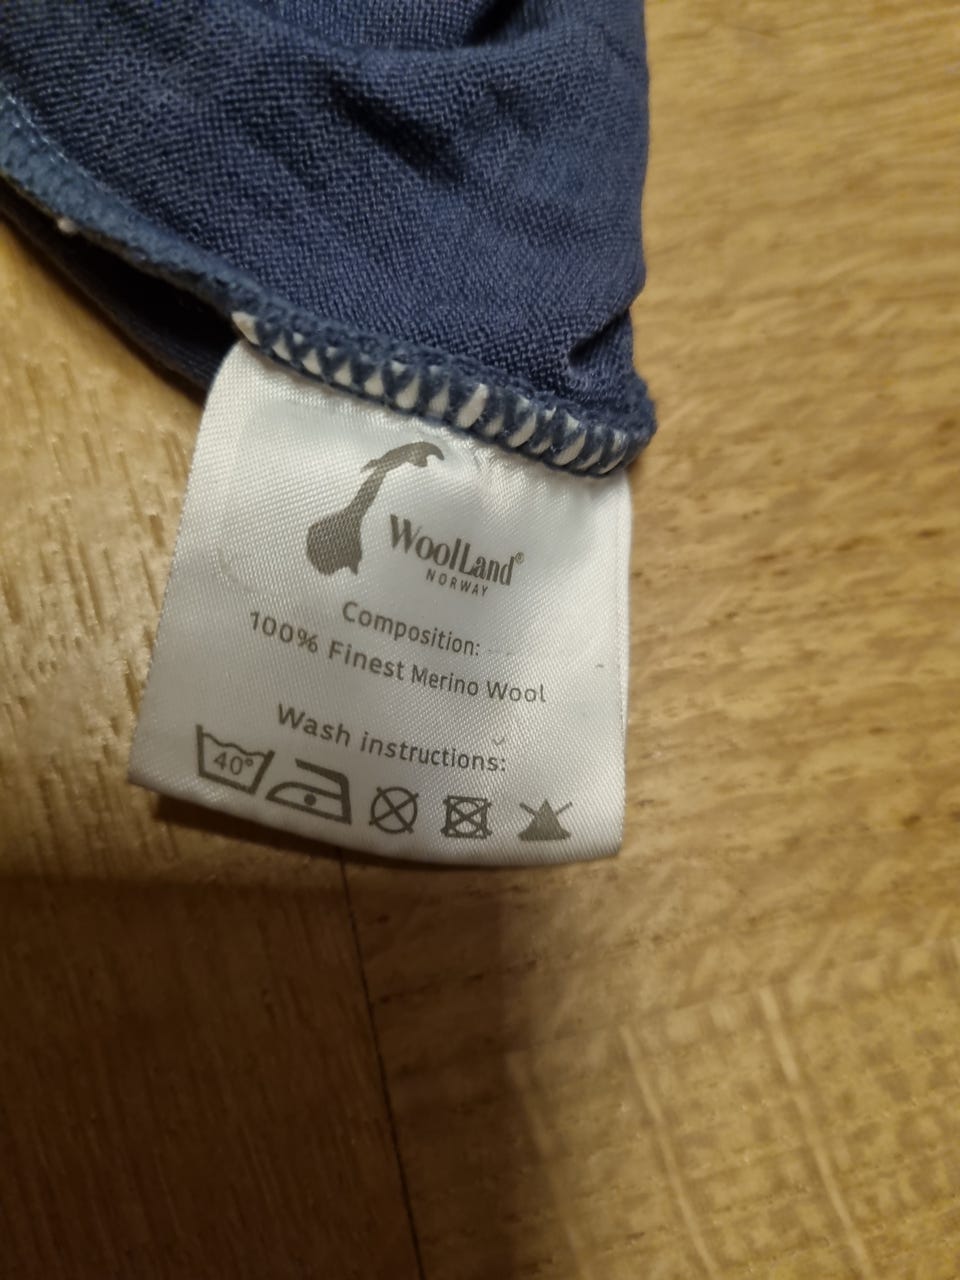 WoolLand®
NORWAY
Composition:
100% Finest Merino Wool
Wash instructions:
40°